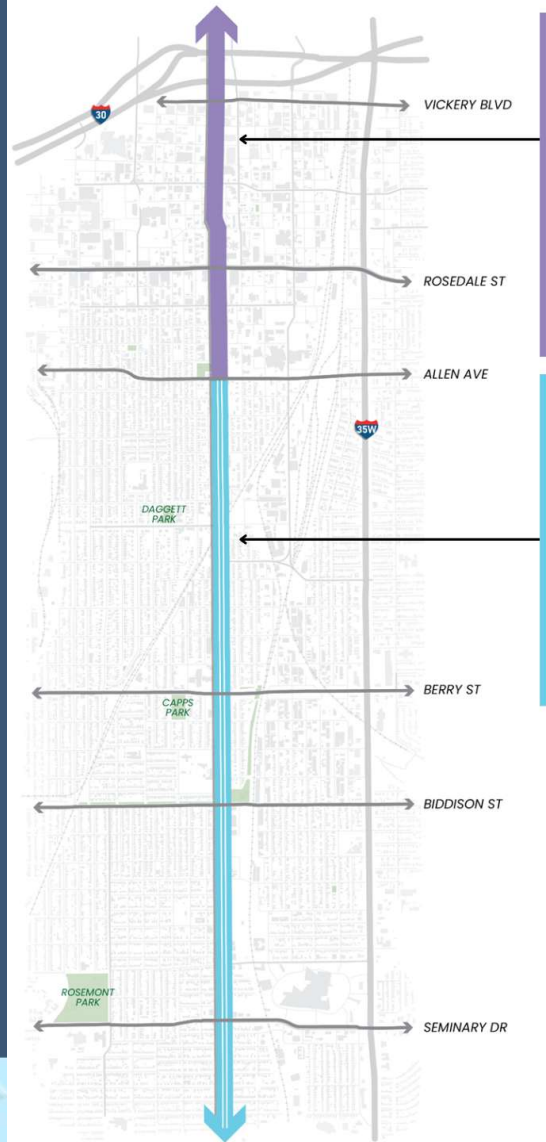 VICKERY BLVD
30
ROSEDALE ST
ALLEN AVE
35W
DAGGETT
PARK
BERRY ST
CAPPS
PARK
BIDDISON ST
ROSEMONT
PARK
SEMINARY DR